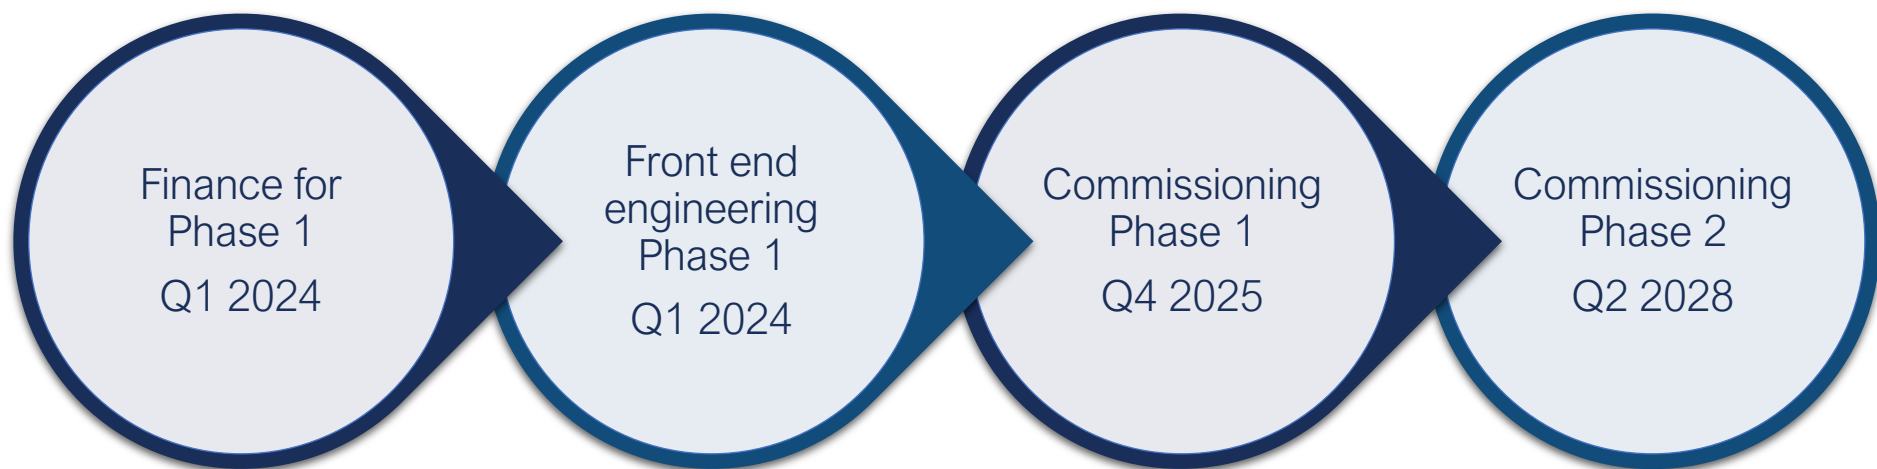 Finance for
Phase 1
Q1 2024
Front end
engineering
Phase 1
Q1 2024
Commissioning
Phase 1
Q4 2025
Commissioning
Phase 2
Q2 2028